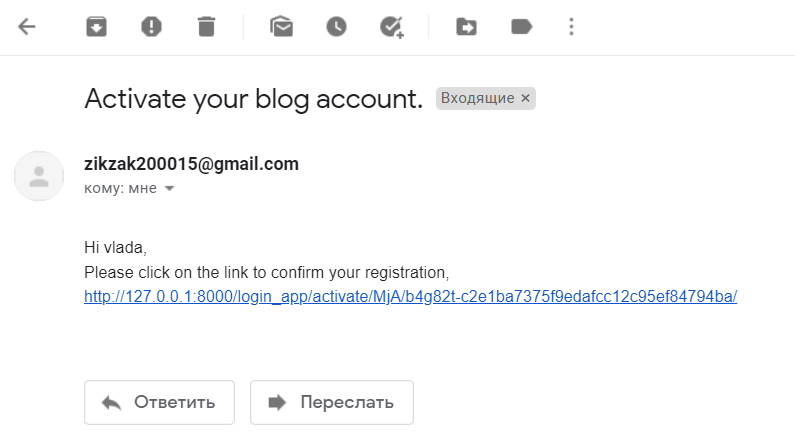 Activate your blog account. Входящие ×
zikzak200015@gmail.com
кому: мне
Hi vlada,
Please click on the link to confirm your registration,
http://127.0.0.1:8000/login_app/activate/MjA/b4g82t-c2e1ba7375f9edafcc12c95ef84794ba/
Ответить Переслать